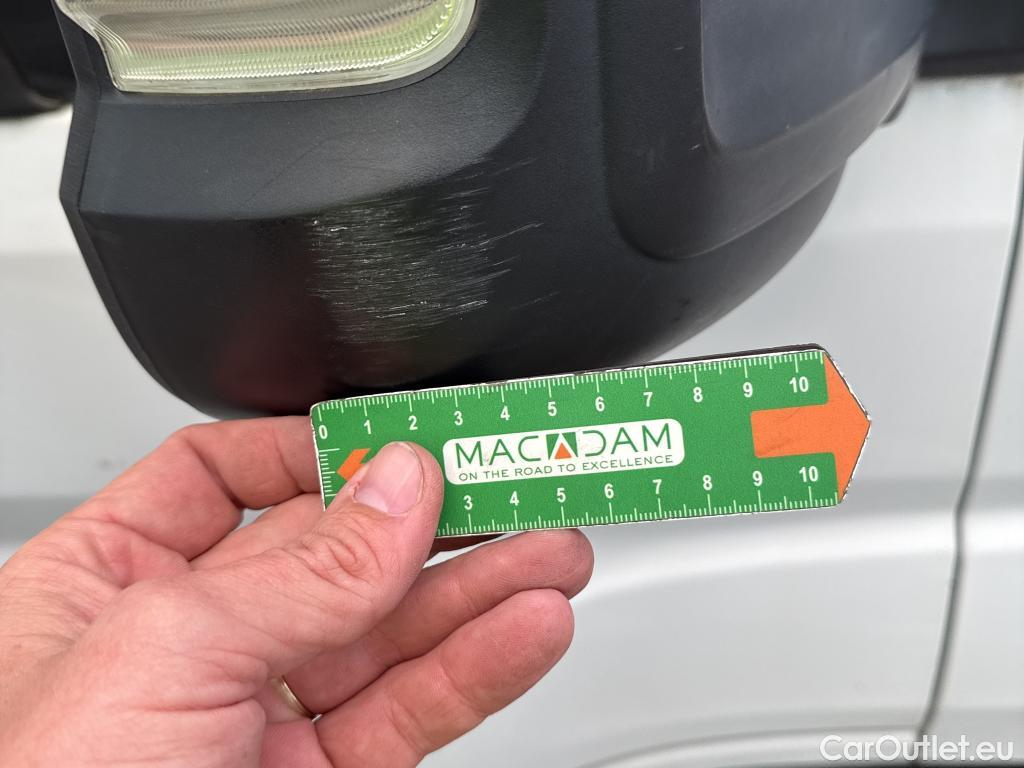 0 1 2 3 4 5 6 7 8 9 10
MACADAM
ON THE ROAD TO EXCELLENCE
3 4 5 6 7 8 9 10
CarOutlet.eu